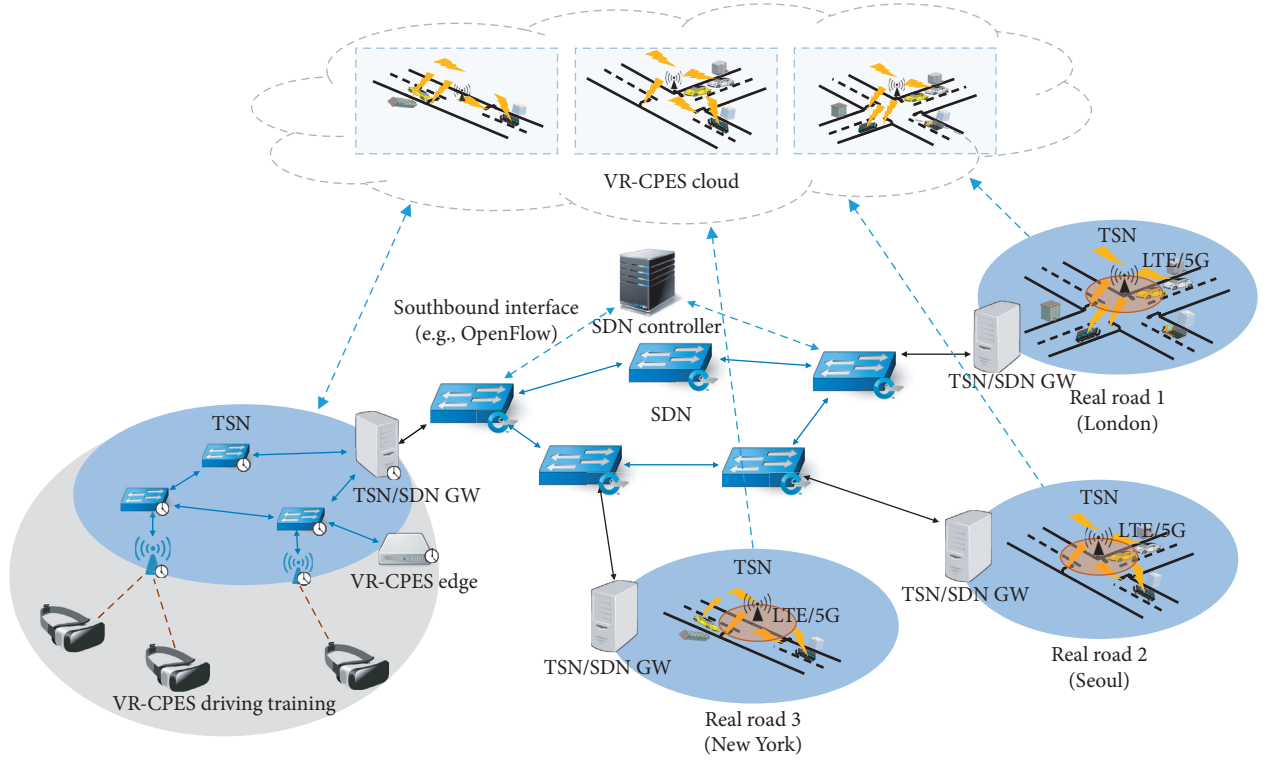 VR-CPES cloud
TSN
LTE/5G
Southbound interface
(e.g., OpenFlow)
SDN controller
TSN/SDN GW
Real road 1
(London)
SDN
TSN
TSN/SDN GW
TSN
LTE/5G
TSN/SDN GW
VR-CPES edge
TSN
LTE/5G
TSN/SDN GW
Real road 2
(Seoul)
VR-CPES driving training
Real road 3
(New York)